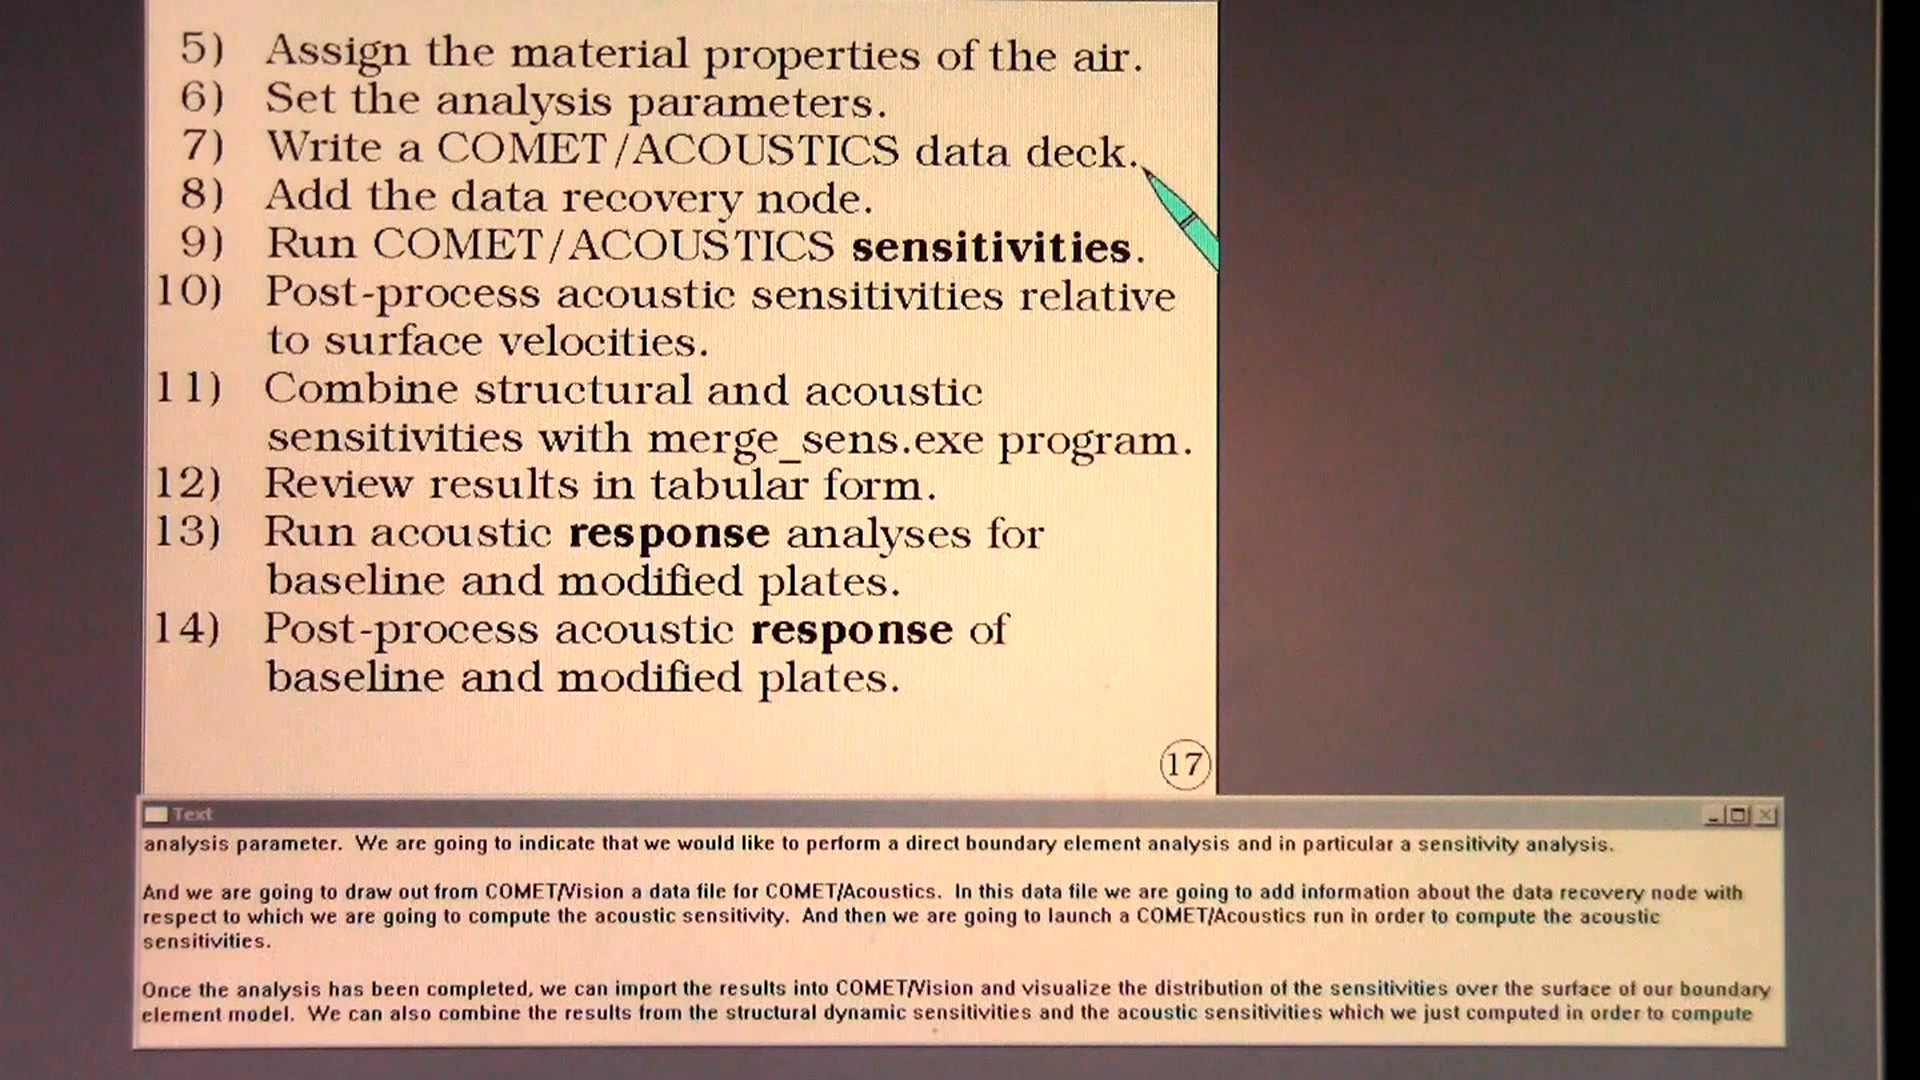 5) Assign the material properties of the air.
6) Set the analysis parameters.
7) Write a COMET/ACOUSTICS data deck.
8) Add the data recovery node.
9) Run COMET/ACOUSTICS sensitivities.
10) Post-process acoustic sensitivities relative
to surface velocities.
11) Combine structural and acoustic
sensitivities with merge_sens.exe program.
12) Review results in tabular form.
13) Run acoustic response analyses for
baseline and modified plates.
14) Post-process acoustic response of
baseline and modified plates.
17
Text
analysis parameter. We are going to indicate that we would like to perform a direct boundary element analysis and in particular a sensitivity analysis.
And we are going to draw out from COMET/Vision a data file for COMET/Acoustics. In this data file we are going to add information about the data recovery node with
respect to which we are going to compute the acoustic sensitivity. And then we are going to launch a COMET/Acoustics run in order to compute the acoustic
sensitivities.
Once the analysis has been completed, we can import the results into COMET/Vision and visualize the distribution of the sensitivities over the surface of our boundary
element model. We can also combine the results from the structural dynamic sensitivities and the acoustic sensitivities which we just computed in order to compute